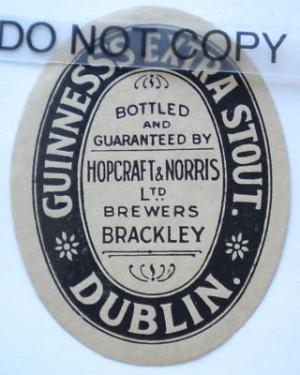 DO NOT COPY
GUINNESS'S EXTRA STOUT.
BOTTLED
AND
GUARANTEED BY
HOPCRAFT & NORRIS
LTD
BREWERS
BRACKLEY
DUBLIN.